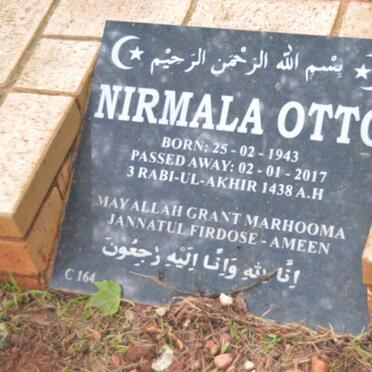 بِسْمِ اللهِ الرَّحْمٰنِ الرَّحِيْمِ
NIRMALA OTTO
BORN: 25 - 02 - 1943
PASSED AWAY: 02 - 01 - 2017
3 RABI-UL-AKHIR 1438 A.H
MAY ALLAH GRANT MARHOOMA
JANNATUL FIRDOSE - AMEEN
اِنَّا لِلّٰهِ وَاِنَّا اِلَيْهِ رٰجِعُوْنَ
C 164